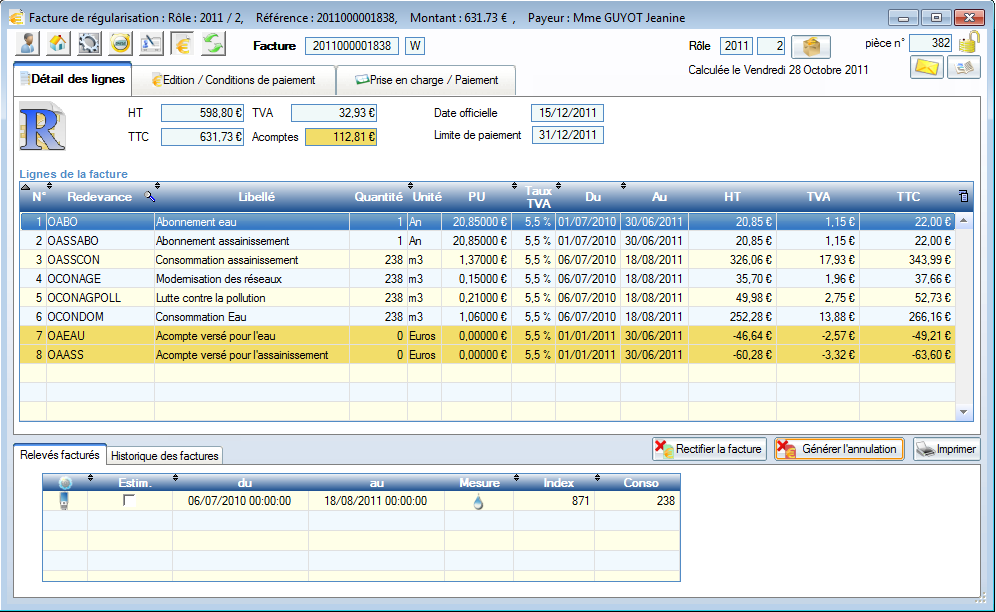 Facture de régularisation : Rôle : 2011 / 2, Référence : 2011000001838, Montant : 631.73 € , Payeur : Mme GUYOT Jeanine
Facture 2011000001838 W Rôle 2011 2 pièce n° 382
Calculée le Vendredi 28 Octobre 2011
Détail des lignes Edition / Conditions de paiement Prise en charge / Paiement
HT 598,80 € TVA 32,93 € Date officielle 15/12/2011
TTC 631,73 € Acomptes 112,81 € Limite de paiement 31/12/2011
Lignes de la facture
N° Redevance Libellé Quantité Unité PU Taux TVA Du Au HT TVA TTC
1 OABO Abonnement eau 1 An 20,85000 € 5,5 % 01/07/2010 30/06/2011 20,85 € 1,15 € 22,00 €
2 OASSABO Abonnement assainissement 1 An 20,85000 € 5,5 % 01/07/2010 30/06/2011 20,85 € 1,15 € 22,00 €
3 OASSCON Consommation assainissement 238 m3 1,37000 € 5,5 % 06/07/2010 18/08/2011 326,06 € 17,93 € 343,99 €
4 OCONAGE Modernisation des réseaux 238 m3 0,15000 € 5,5 % 06/07/2010 18/08/2011 35,70 € 1,96 € 37,66 €
5 OCONAGPOLL Lutte contre la pollution 238 m3 0,21000 € 5,5 % 06/07/2010 18/08/2011 49,98 € 2,75 € 52,73 €
6 OCONDOM Consommation Eau 238 m3 1,06000 € 5,5 % 06/07/2010 18/08/2011 252,28 € 13,88 € 266,16 €
7 OAEAU Acompte versé pour l'eau 0 Euros 0,00000 € 5,5 % 01/01/2011 30/06/2011 -46,64 € -2,57 € -49,21 €
8 OAASS Acompte versé pour l'assainissement 0 Euros 0,00000 € 5,5 % 01/01/2011 30/06/2011 -60,28 € -3,32 € -63,60 €
Rectifier la facture Générer l'annulation Imprimer
Relevés facturés Historique des factures
Estim. du au Mesure Index Conso
06/07/2010 00:00:00 18/08/2011 00:00:00 871 238